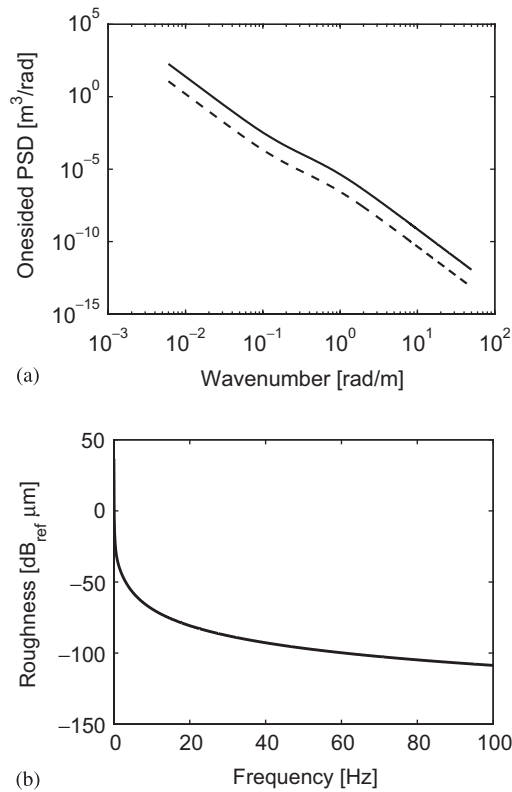 10^5
10^0
10^−5
10^−10
10^−15
Onesided PSD [m^3/rad]
10^−3 10^−2 10^−1 10^0 10^1 10^2
Wavenumber [rad/m]
(a)
50
0
−50
−100
−150
Roughness [dB_ref μm]
0 20 40 60 80 100
Frequency [Hz]
(b)